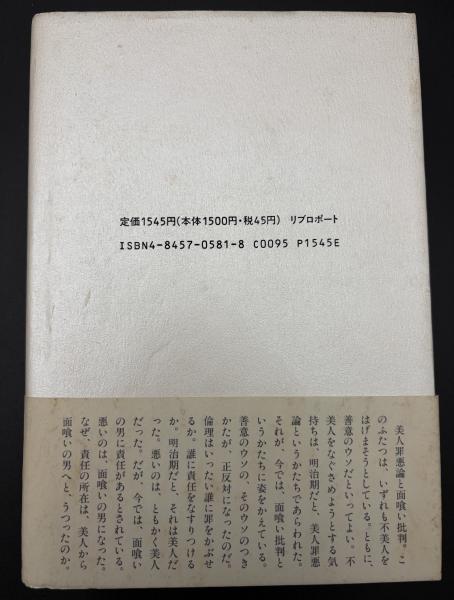 定価1545円(本体1500円・税45円) リブロポート
ISBN4-8457-0581-8 C0095 P1545E
美人罪悪論と面喰い批判。こ
のふたつは、いずれも不美人を
はげまそうとしている。ともに、
善意のウソだといってよい。不
美人をなぐさめようとする気
持ちは、明治期だと、美人罪悪
論というかたちであらわれた。
それが、今では、面喰い批判と
いうかたちに姿をかえている。
善意のウソの、そのウソのつき
かたが、正反対になったのだ。
倫理はいったい誰に罪をかぶせ
るか。誰に責任をなすりつける
か。明治期だと、それは美人だ
った。悪いのは、ともかく美人
だった。だが、今では、面喰い
の男に責任があるとされている。
悪いのは、面喰いの男になった。
なぜ、責任の所在は、美人から
面喰いの男へと、うつったのか。